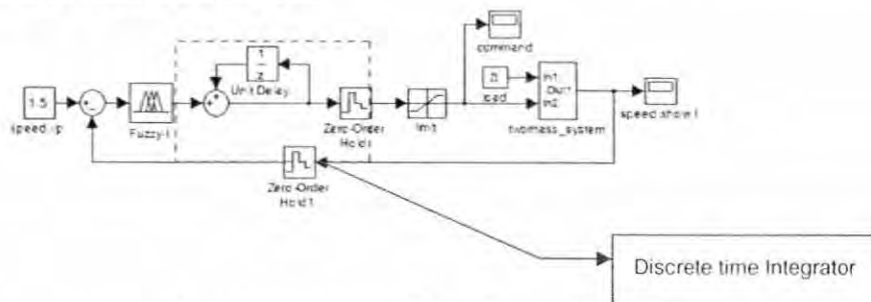 command
1
z
Unit Delay
1.5
speed i/p
Fuzzy-I
Zero-Order
Hold
limit
load
In1
Out1
In2
twomass_system
speed show1
Zero-Order
Hold1
Discrete time Integrator